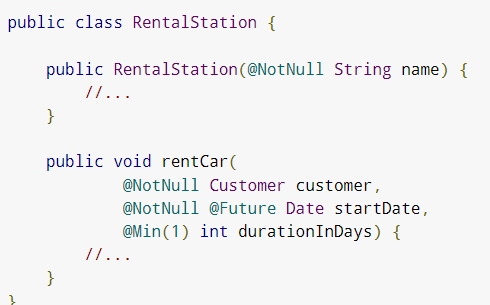 public class RentalStation {
public RentalStation(@NotNull String name) {
//...
}
public void rentCar(
@NotNull Customer customer,
@NotNull @Future Date startDate,
@Min(1) int durationInDays) {
//...
}
}